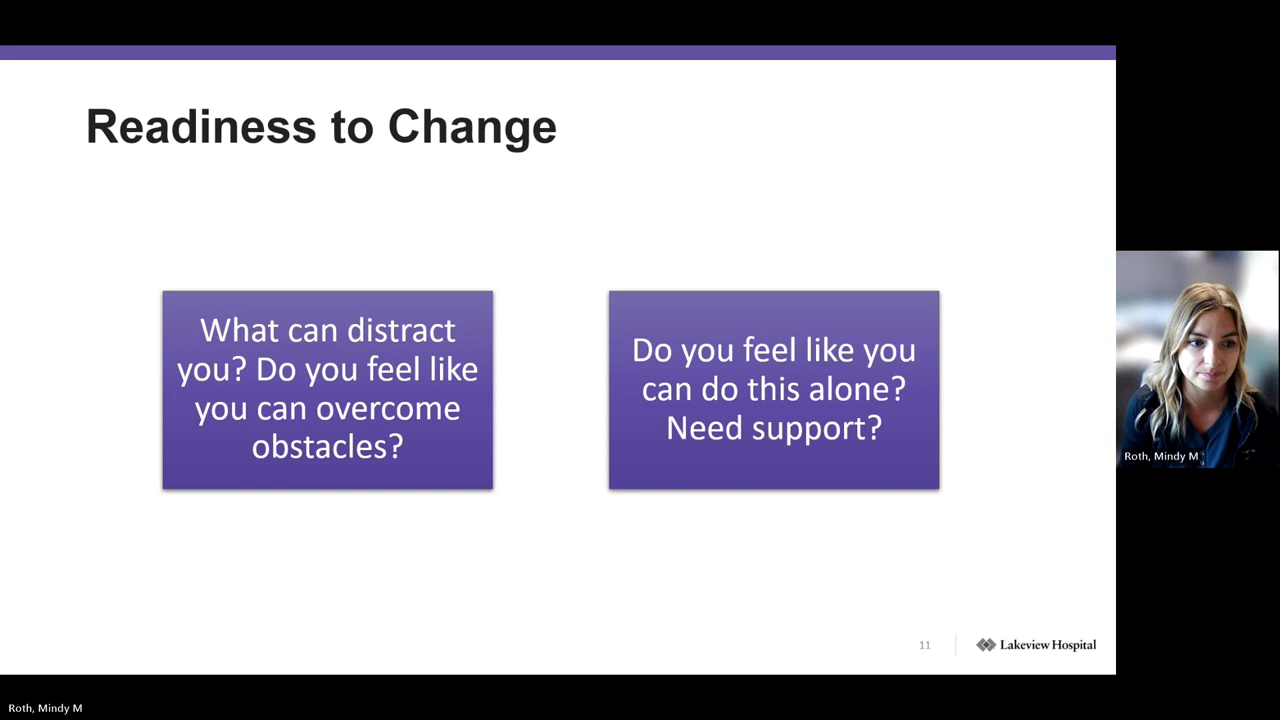 Readiness to Change
What can distract
you? Do you feel like
you can overcome
obstacles?
Do you feel like you
can do this alone?
Need support?
Roth, Mindy M
11
Lakeview Hospital
Roth, Mindy M